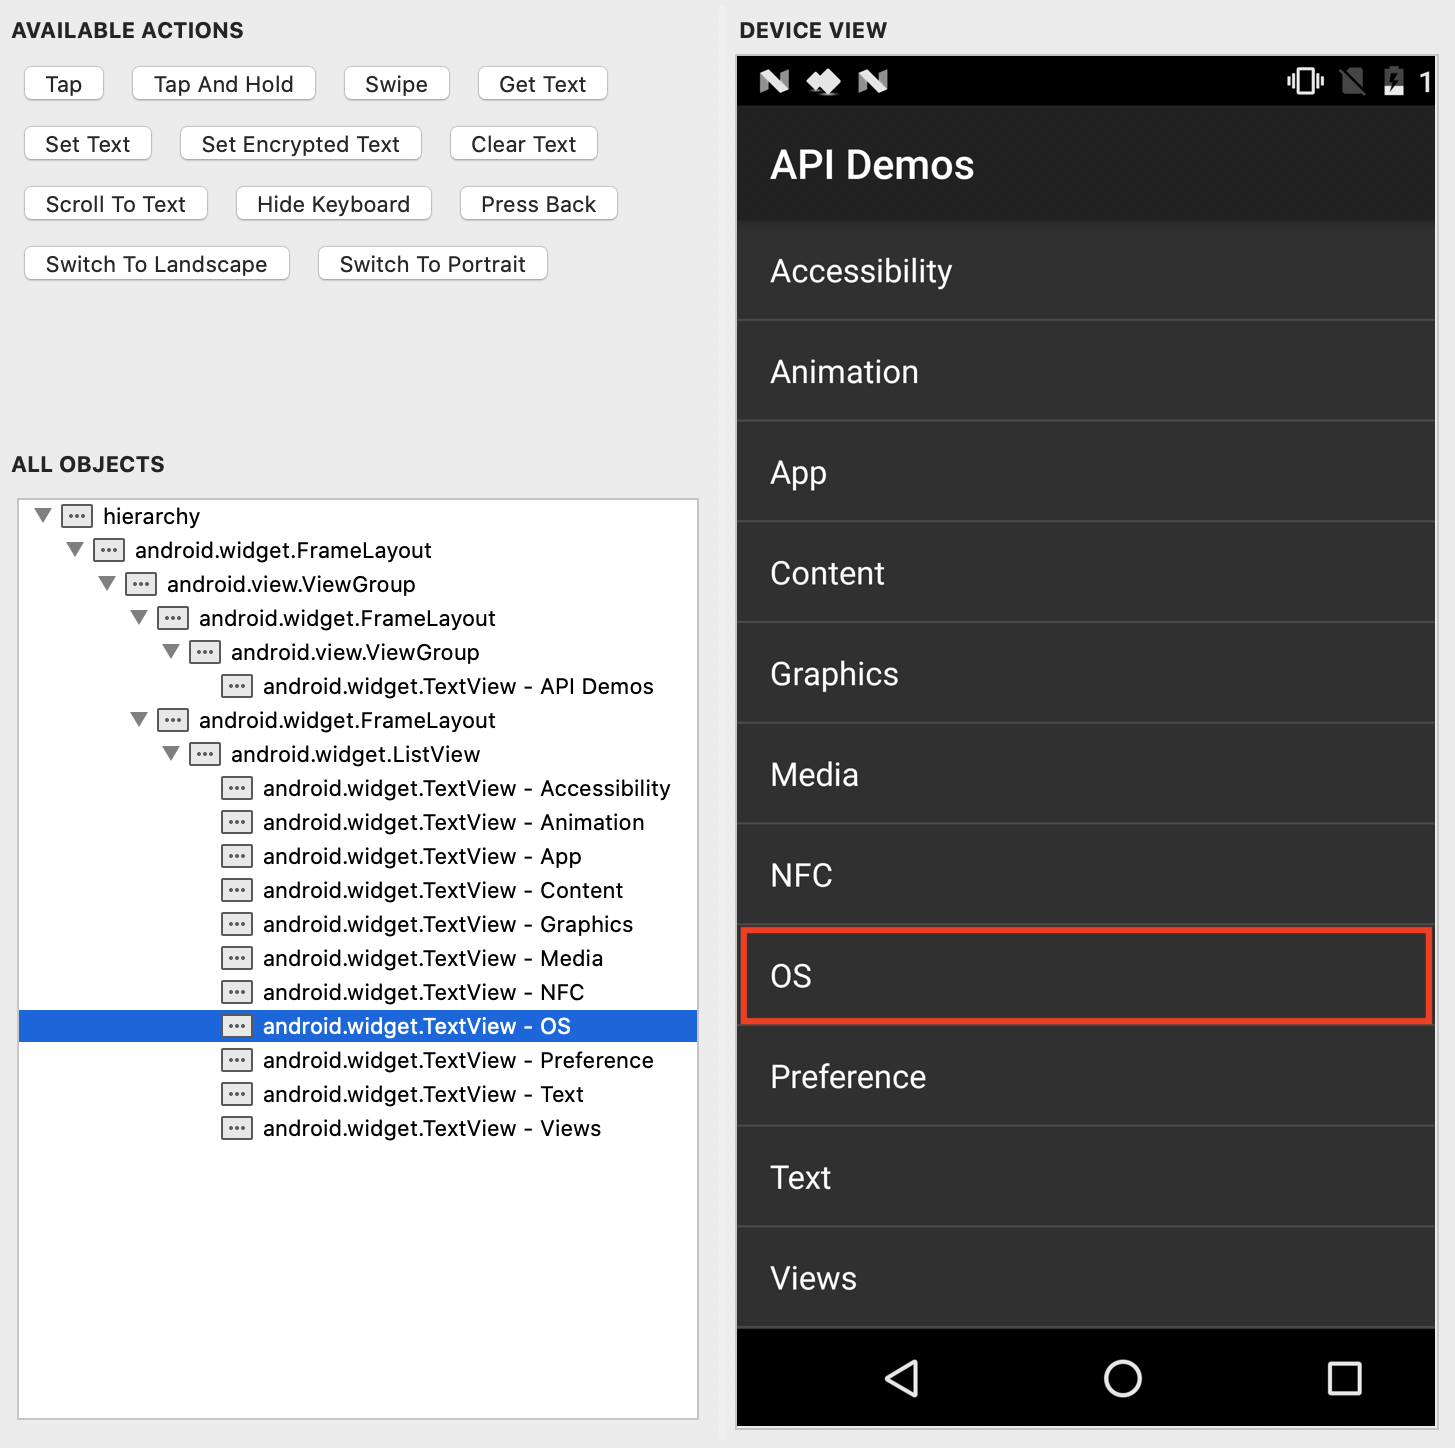 AVAILABLE ACTIONS
Tap
Tap And Hold
Swipe
Get Text
Set Text
Set Encrypted Text
Clear Text
Scroll To Text
Hide Keyboard
Press Back
Switch To Landscape
Switch To Portrait
ALL OBJECTS
hierarchy
android.widget.FrameLayout
android.view.ViewGroup
android.widget.FrameLayout
android.view.ViewGroup
android.widget.TextView - API Demos
android.widget.FrameLayout
android.widget.ListView
android.widget.TextView - Accessibility
android.widget.TextView - Animation
android.widget.TextView - App
android.widget.TextView - Content
android.widget.TextView - Graphics
android.widget.TextView - Media
android.widget.TextView - NFC
android.widget.TextView - OS
android.widget.TextView - Preference
android.widget.TextView - Text
android.widget.TextView - Views
DEVICE VIEW
1
API Demos
Accessibility
Animation
App
Content
Graphics
Media
NFC
OS
Preference
Text
Views